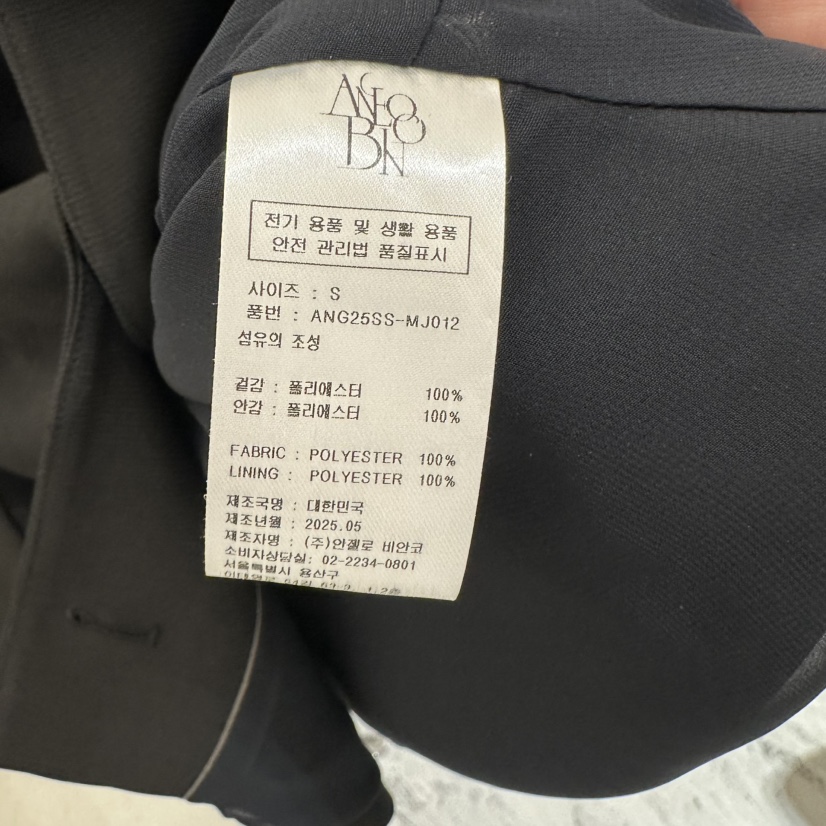 ANGELO
BIN
전기 용품 및 생활 용품
안전 관리법 품질표시
사이즈 : S
품번 : ANG25SS-MJ012
섬유의 조성
겉감 : 폴리에스터 100%
안감 : 폴리에스터 100%
FABRIC : POLYESTER 100%
LINING : POLYESTER 100%
제조국명 : 대한민국
제조년월 : 2025.05
제조자명 : (주)안젤로 비안코
소비자상담실: 02-2234-0801
서울특별시 용산구